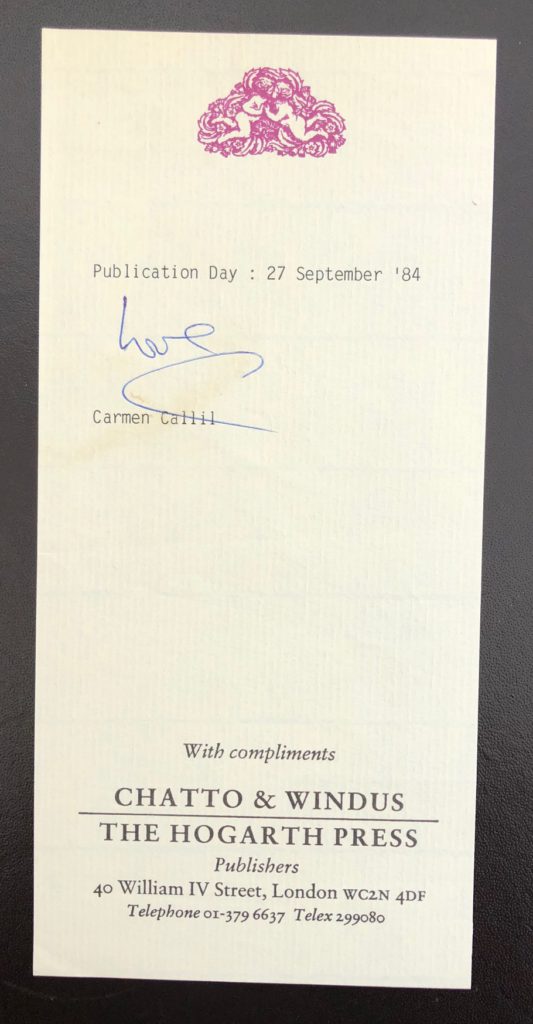 Publication Day : 27 September '84
love
Carmen Callil
With compliments
CHATTO & WINDUS
THE HOGARTH PRESS
Publishers
40 William IV Street, London WC2N 4DF
Telephone 01-379 6637 Telex 299080